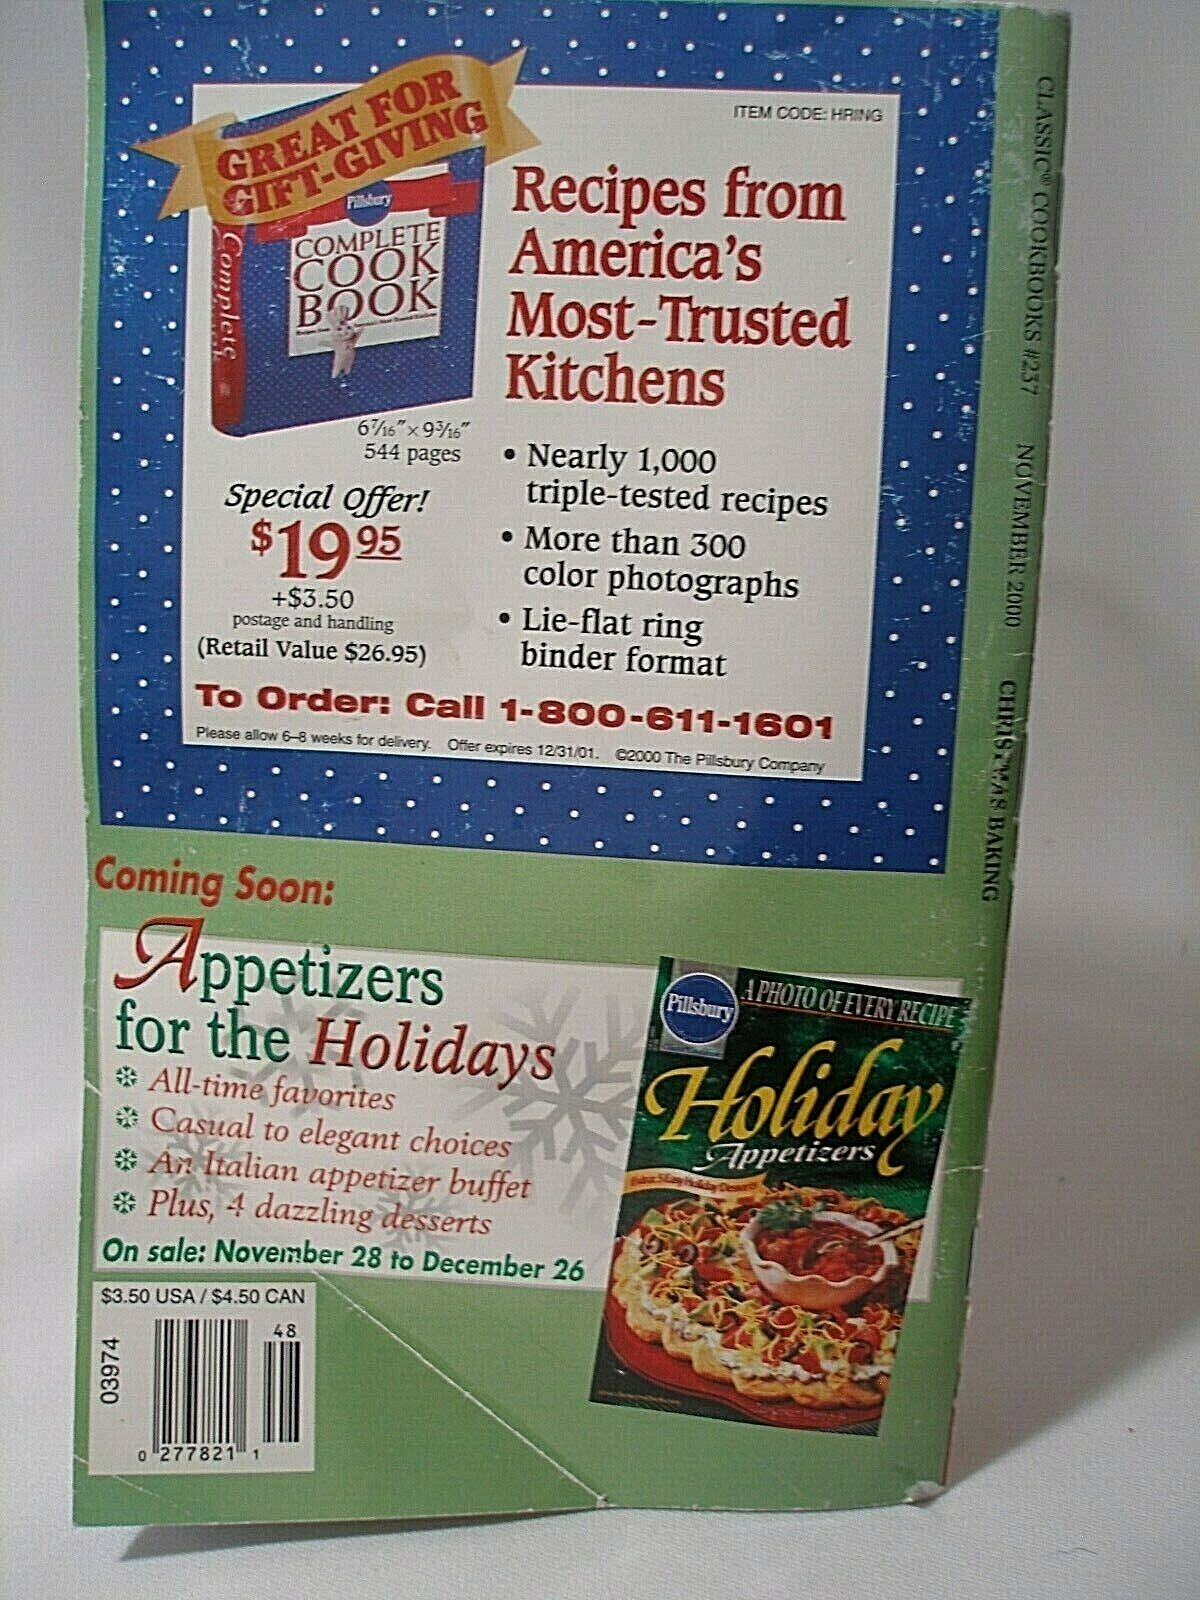 GREAT FOR
GIFT-GIVING
Pillsbury
COMPLETE
COOK
BOOK
Complete
6 7/16" × 9 3/16"
544 pages
Special Offer!
$19 95
+$3.50
postage and handling
(Retail Value $26.95)
ITEM CODE: HRING
Recipes from
America's
Most-Trusted
Kitchens
• Nearly 1,000
triple-tested recipes
• More than 300
color photographs
• Lie-flat ring
binder format
To Order: Call 1-800-611-1601
Please allow 6–8 weeks for delivery. Offer expires 12/31/01. ©2000 The Pillsbury Company
CLASSIC® COOKBOOKS #237 NOVEMBER 2000 CHRISTMAS BAKING
Coming Soon:
Appetizers
for the Holidays
All-time favorites
Casual to elegant choices
An Italian appetizer buffet
Plus, 4 dazzling desserts
On sale: November 28 to December 26
Pillsbury
A PHOTO OF EVERY RECIPE
Holiday
Appetizers
Easy Holiday Desserts
$3.50 USA / $4.50 CAN
03974
48
0 277821 1